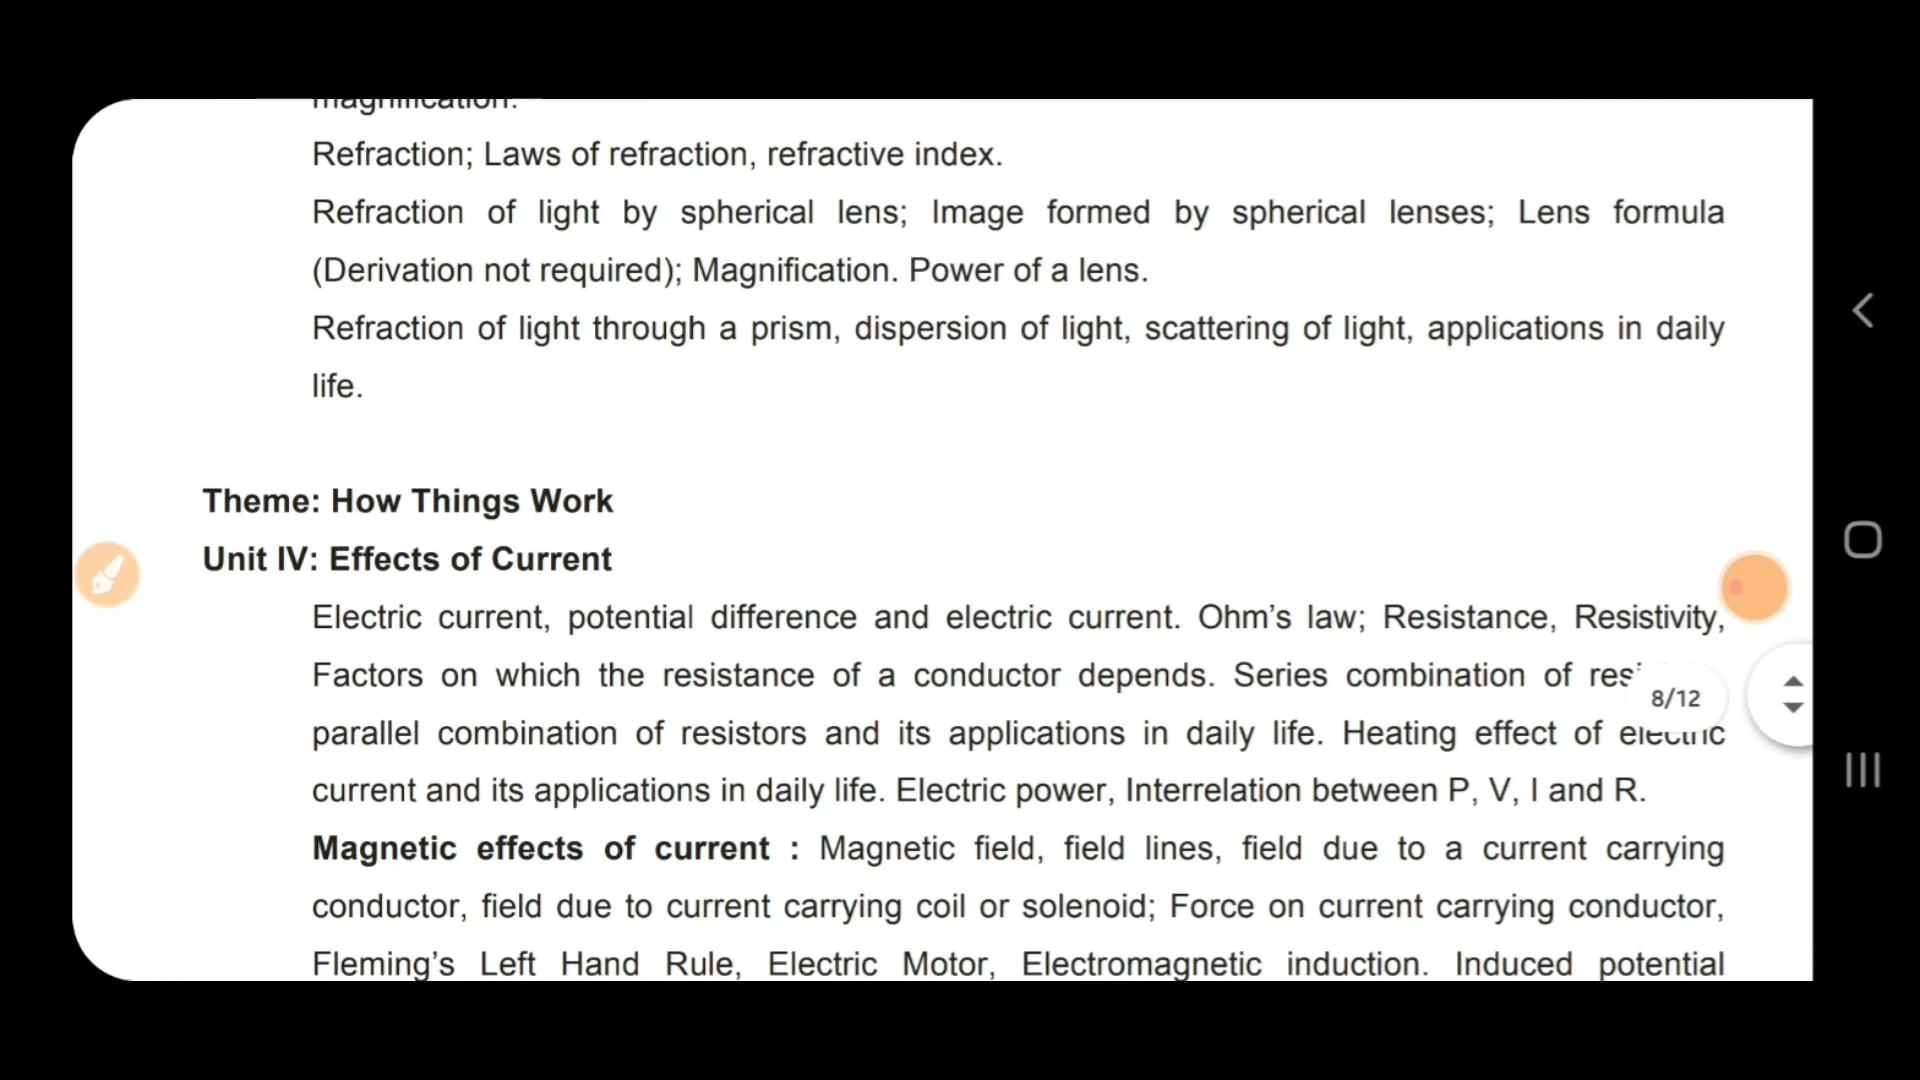 magnification.
Refraction; Laws of refraction, refractive index.
Refraction of light by spherical lens; Image formed by spherical lenses; Lens formula
(Derivation not required); Magnification. Power of a lens.
Refraction of light through a prism, dispersion of light, scattering of light, applications in daily
life.
Theme: How Things Work
Unit IV: Effects of Current
Electric current, potential difference and electric current. Ohm’s law; Resistance, Resistivity,
Factors on which the resistance of a conductor depends. Series combination of
8/12
parallel combination of resistors and its applications in daily life. Heating effect of electric
current and its applications in daily life. Electric power, Interrelation between P, V, I and R.
Magnetic effects of current : Magnetic field, field lines, field due to a current carrying
conductor, field due to current carrying coil or solenoid; Force on current carrying conductor,
Fleming’s Left Hand Rule, Electric Motor, Electromagnetic induction. Induced potential